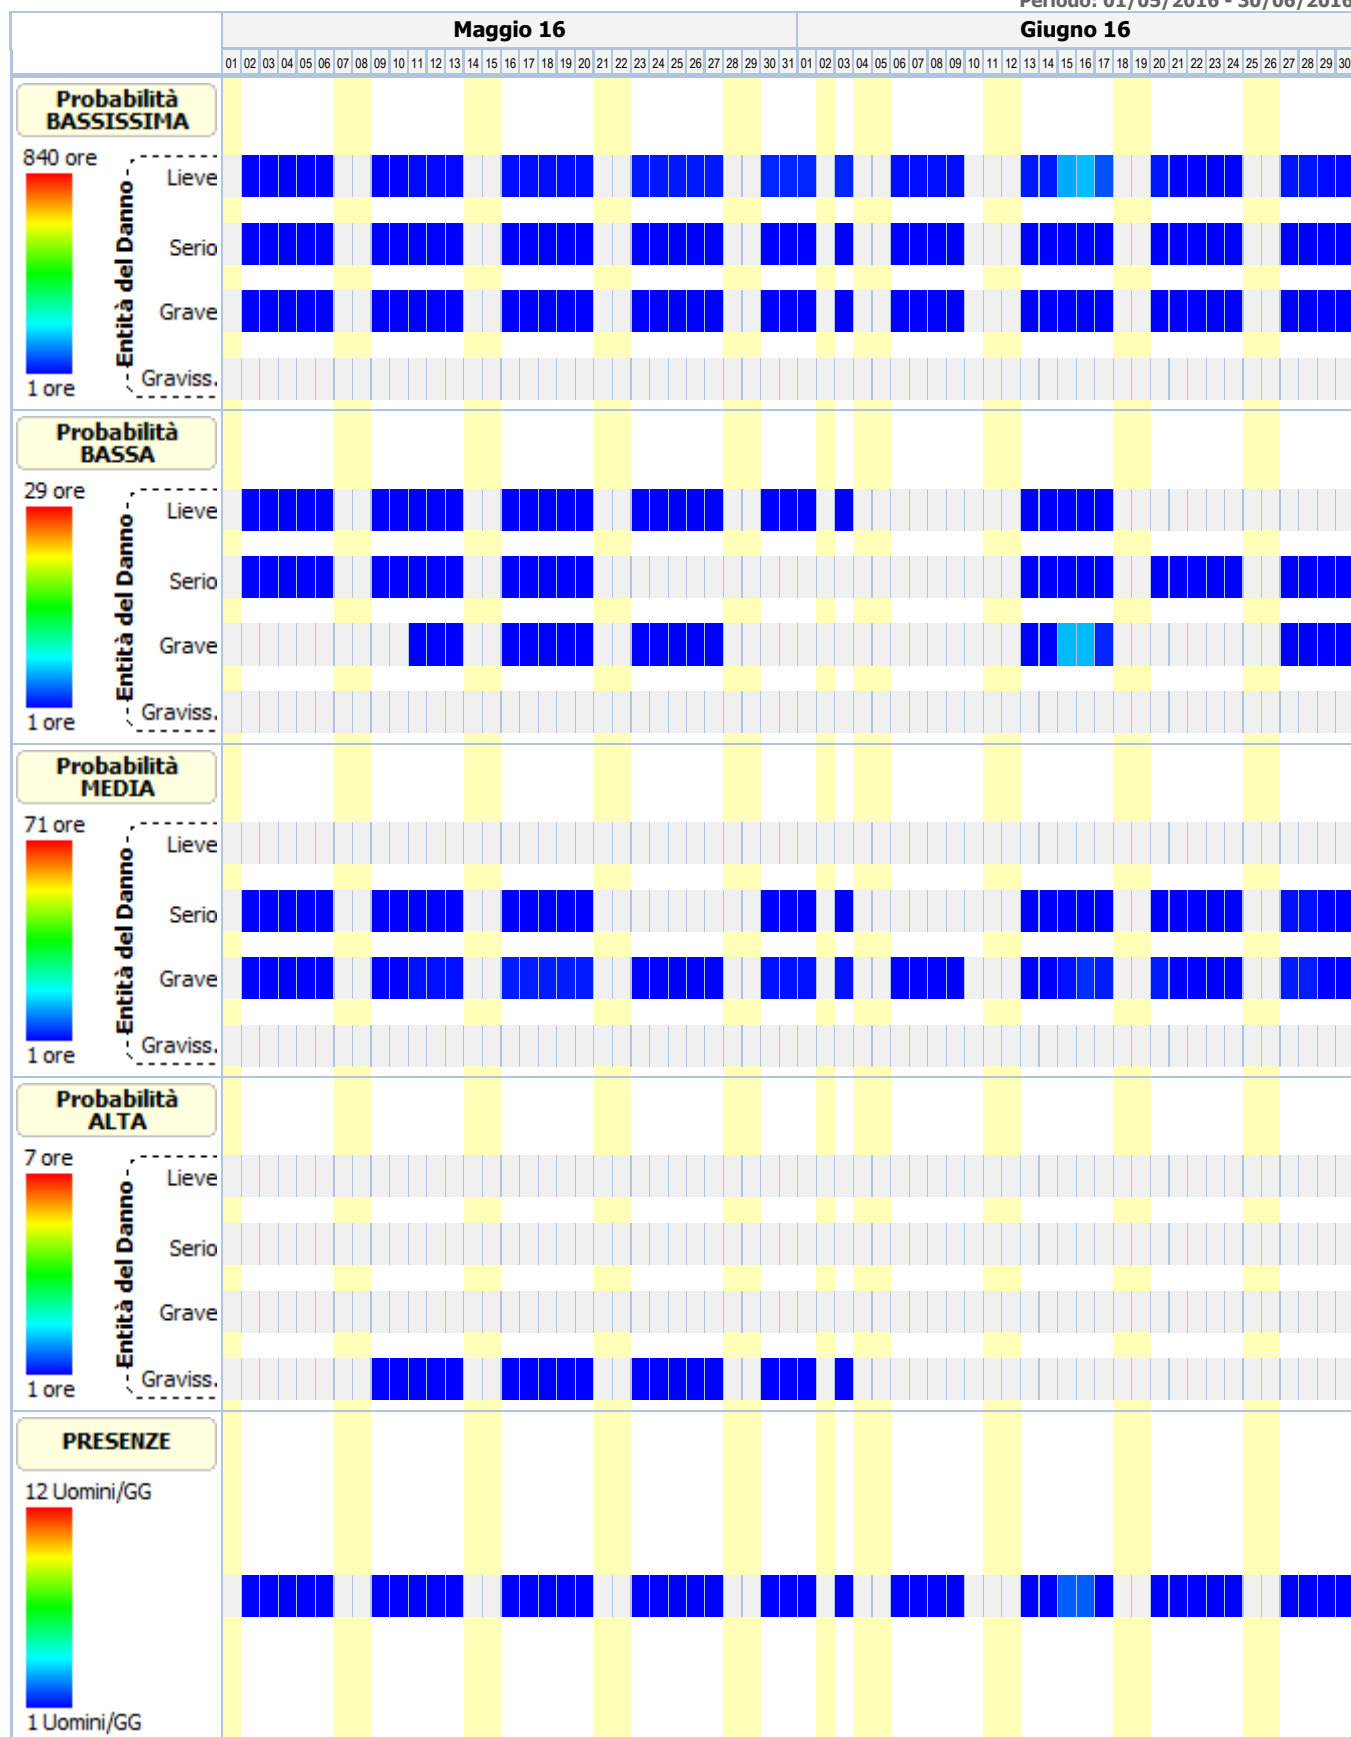 Periodo: 01/05/2016 - 30/06/2016
Maggio 16 Giugno 16
01 02 03 04 05 06 07 08 09 10 11 12 13 14 15 16 17 18 19 20 21 22 23 24 25 26 27 28 29 30 31 01 02 03 04 05 06 07 08 09 10 11 12 13 14 15 16 17 18 19 20 21 22 23 24 25 26 27 28 29 30
Probabilità
BASSISSIMA
840 ore
Lieve
Serio
Grave
Graviss.
Entità del Danno
1 ore
Probabilità
BASSA
29 ore
Lieve
Serio
Grave
Graviss.
Entità del Danno
1 ore
Probabilità
MEDIA
71 ore
Lieve
Serio
Grave
Graviss.
Entità del Danno
1 ore
Probabilità
ALTA
7 ore
Lieve
Serio
Grave
Graviss.
Entità del Danno
1 ore
PRESENZE
12 Uomini/GG
1 Uomini/GG